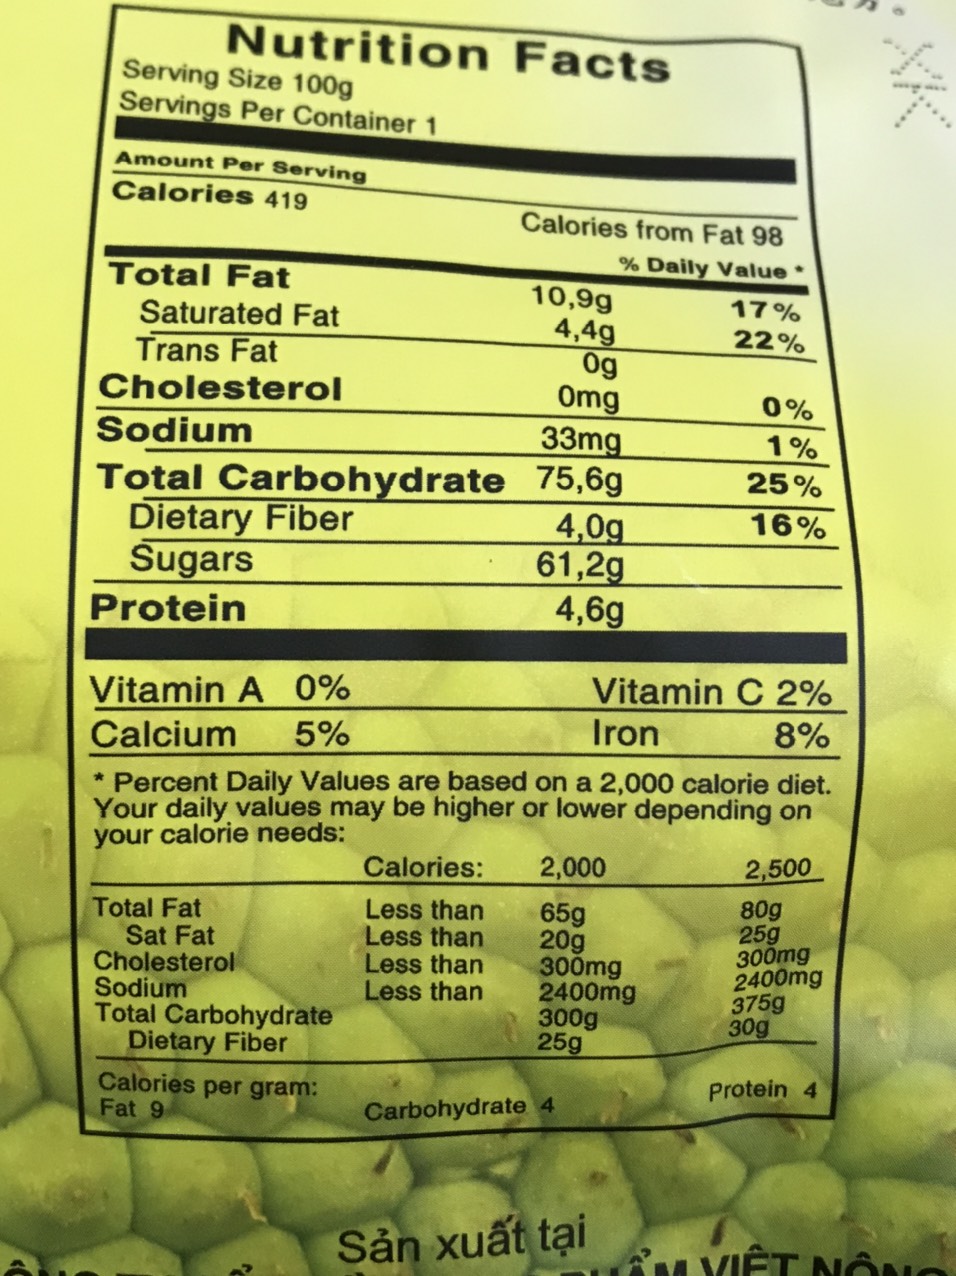 Nutrition Facts
Serving Size 100g
Servings Per Container 1
Amount Per Serving
Calories 419
Calories from Fat 98
% Daily Value *
Total Fat 10,9g 17%
Saturated Fat 4,4g 22%
Trans Fat 0g
Cholesterol 0mg 0%
Sodium 33mg 1%
Total Carbohydrate 75,6g 25%
Dietary Fiber 4,0g 16%
Sugars 61,2g
Protein 4,6g
Vitamin A 0% Vitamin C 2%
Calcium 5% Iron 8%
* Percent Daily Values are based on a 2,000 calorie diet.
Your daily values may be higher or lower depending on
your calorie needs:
Calories: 2,000 2,500
Total Fat Less than 65g 80g
Sat Fat Less than 20g 25g
Cholesterol Less than 300mg 300mg
Sodium Less than 2400mg 2400mg
Total Carbohydrate 300g 375g
Dietary Fiber 25g 30g
Calories per gram:
Fat 9 Carbohydrate 4 Protein 4
Sản xuất tại
VIỆT NÔNG